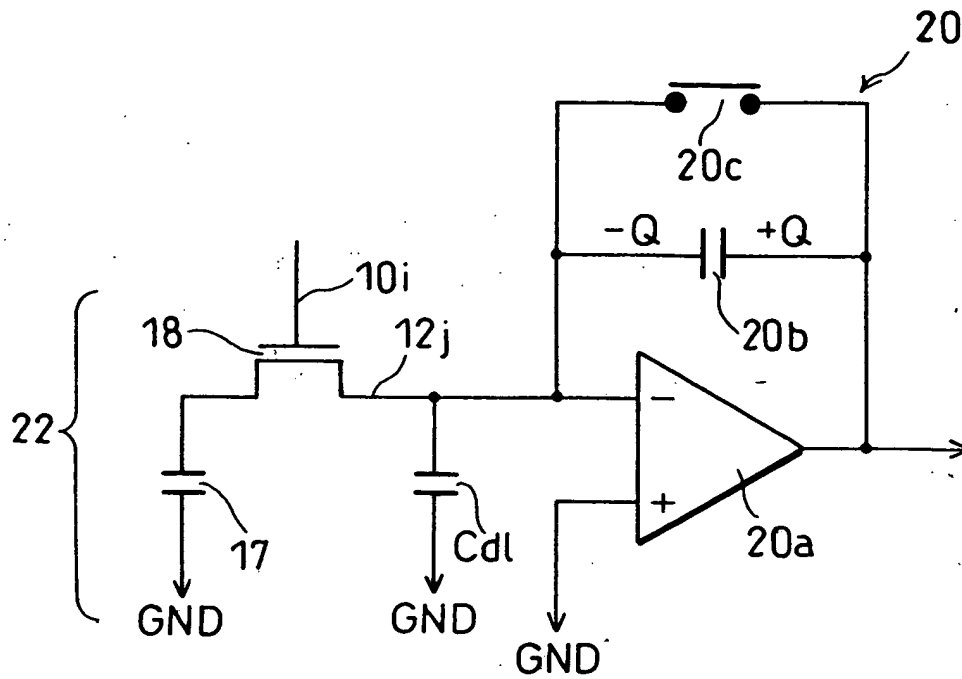 20
20c
-Q +Q
10i
20b
18
12j
22
-
+
17
Cdl
20a
GND
GND
GND